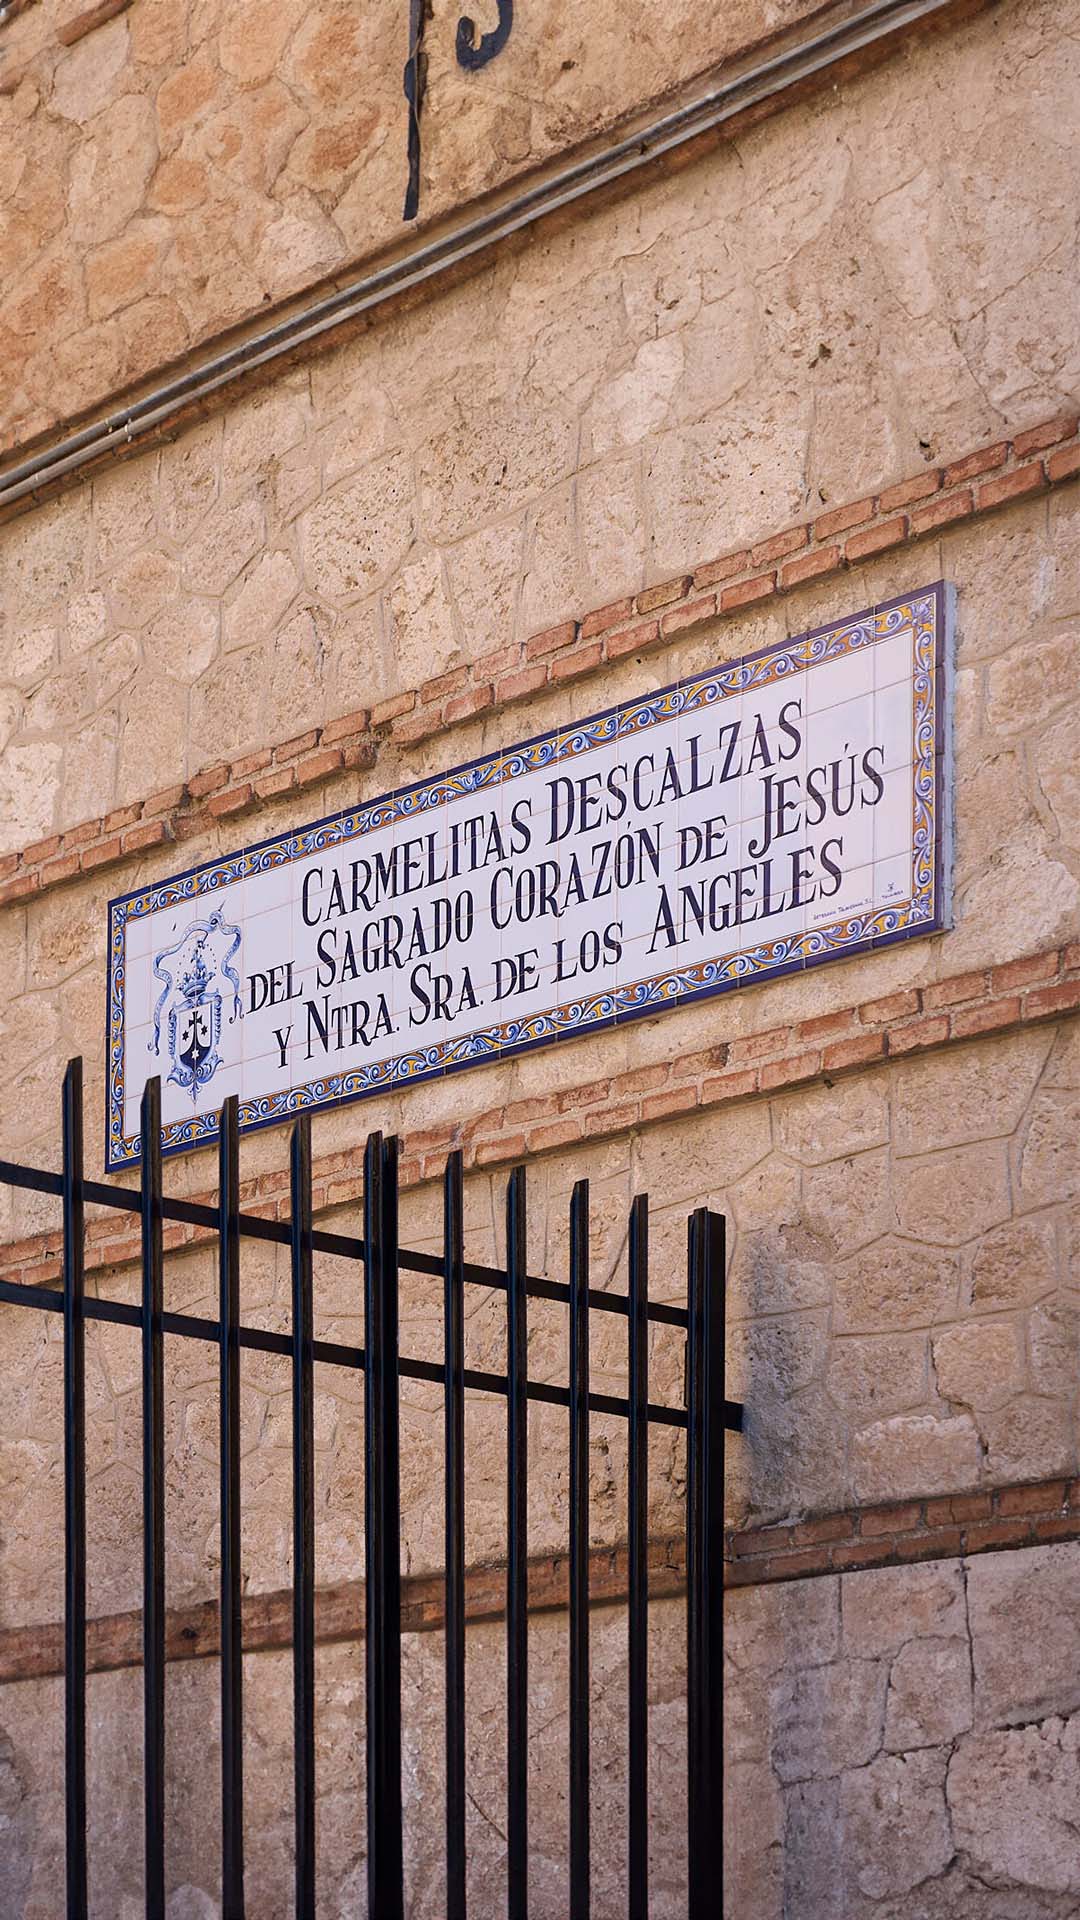 CARMELITAS DESCALZAS
DEL SAGRADO CORAZÓN DE JESÚS
Y NTRA. SRA. DE LOS ANGELES